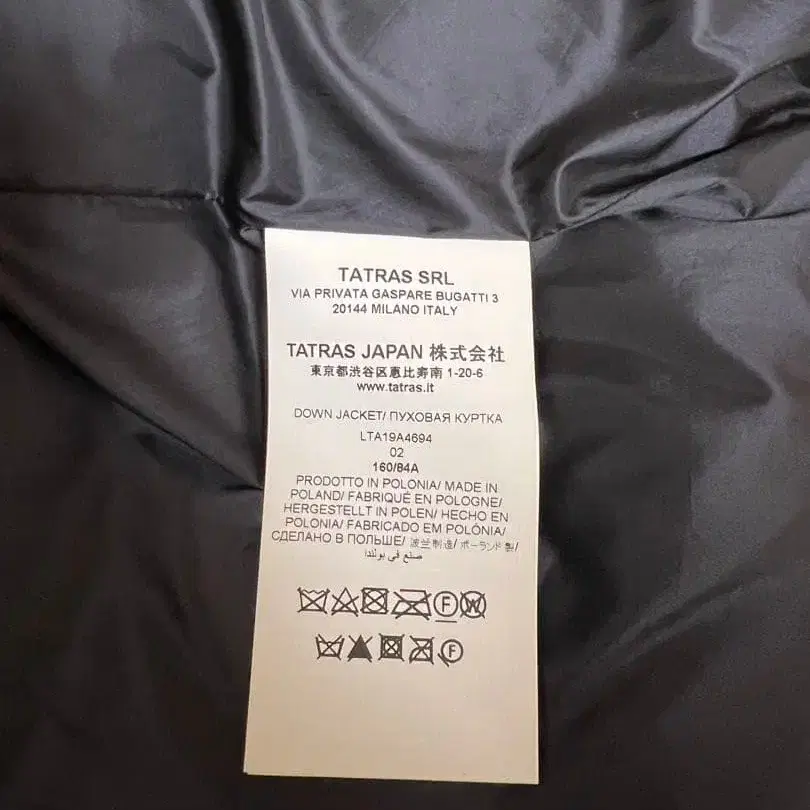 TATRAS SRL
VIA PRIVATA GASPARE BUGATTI 3
20144 MILANO ITALY
TATRAS JAPAN 株式会社
東京都渋谷区恵比寿南 1-20-6
www.tatras.it
DOWN JACKET/ ПУХОВАЯ КУРТКА
LTA19A4694
02
160/84A
PRODOTTO IN POLONIA/ MADE IN
POLAND/ FABRIQUÉ EN POLOGNE/
HERGESTELLT IN POLEN/ HECHO EN
POLONIA/ FABRICADO EM POLÓNIA/
СДЕЛАНО В ПОЛЬШЕ/ 波兰制造/ ポーランド製/
صنع في بولندا
F W
F